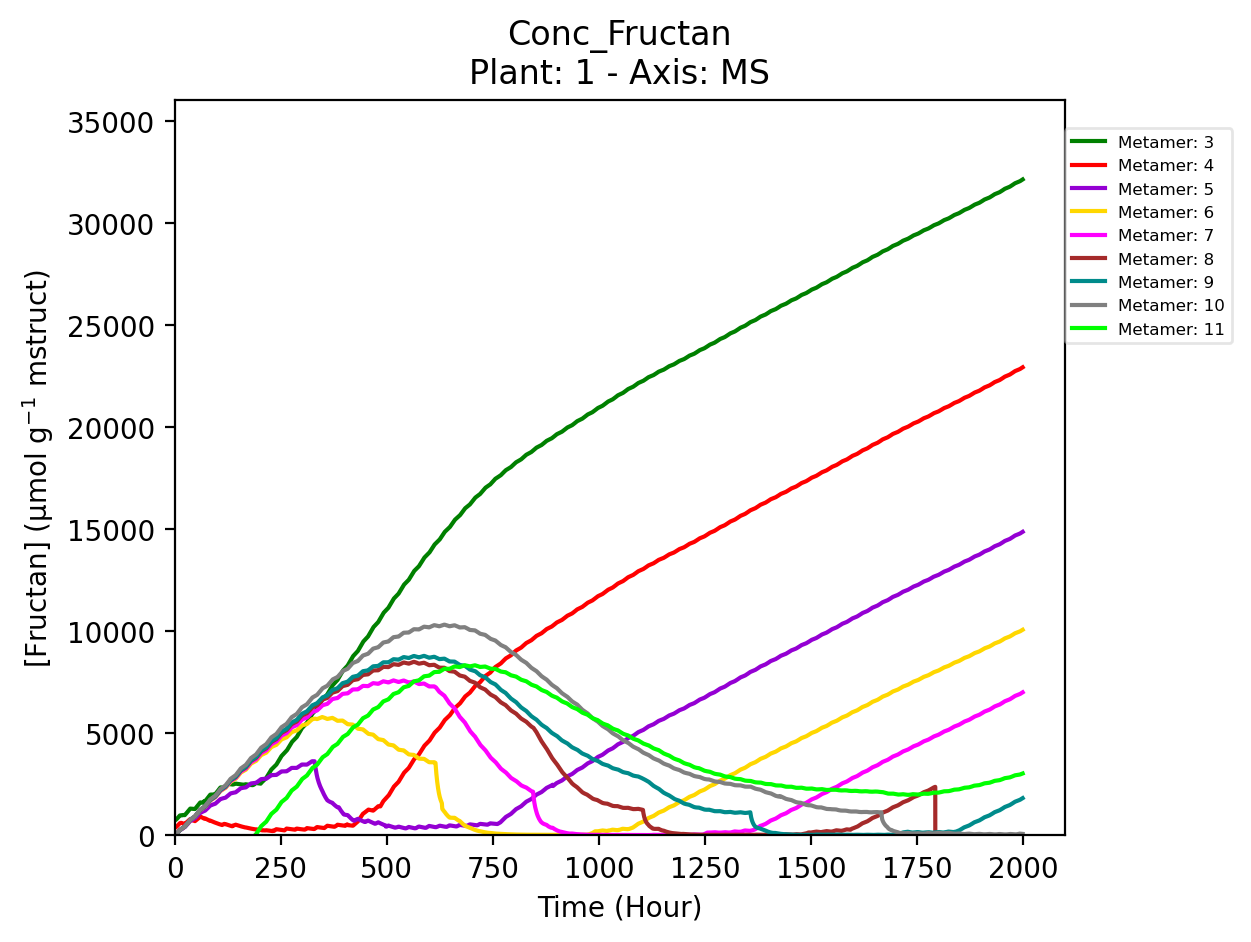 Conc_Fructan
Plant: 1 - Axis: MS
35000
30000
25000
20000
15000
10000
5000
0
[Fructan] (µmol g⁻¹ mstruct)
0 250 500 750 1000 1250 1500 1750 2000
Time (Hour)
Metamer: 3
Metamer: 4
Metamer: 5
Metamer: 6
Metamer: 7
Metamer: 8
Metamer: 9
Metamer: 10
Metamer: 11